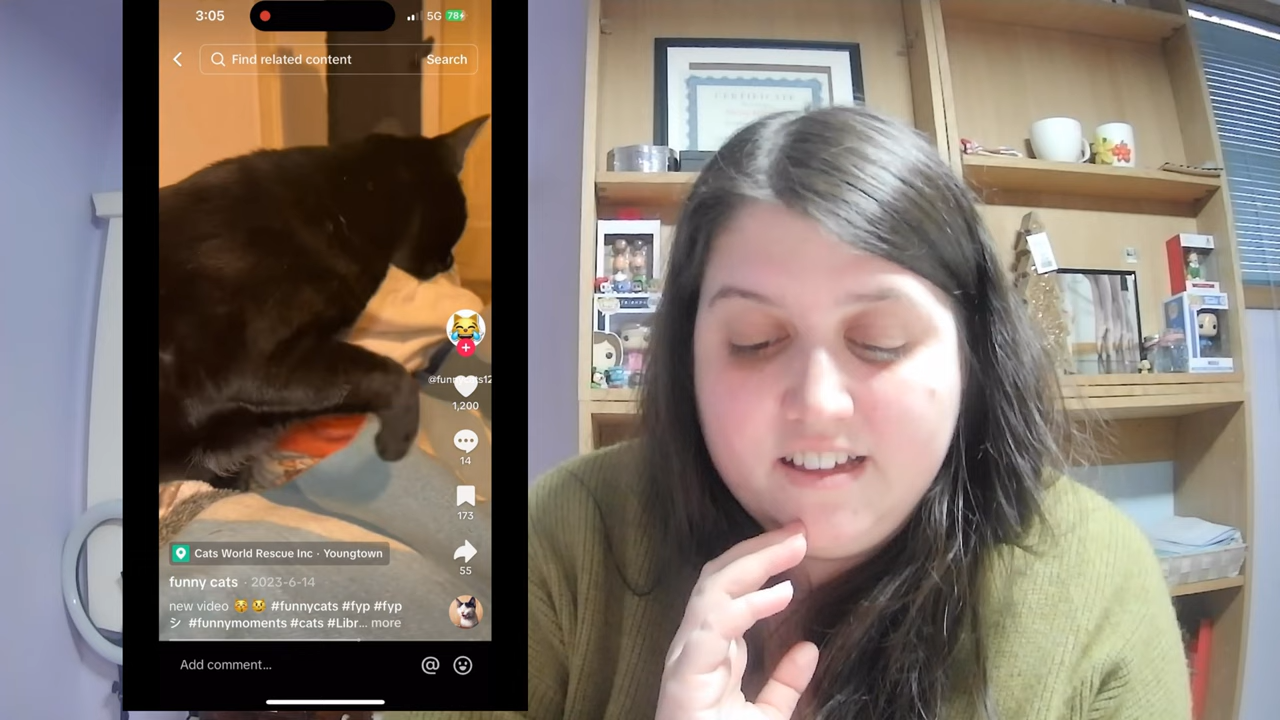 3:05
5G 78
Find related content
Search
CERTIFICATE
1,200
14
173
55
Cats World Rescue Inc · Youngtown
funny cats · 2023-6-14
new video 😽 😿 #funnycats #fyp #fyp
シ #funnymoments #cats #Libr... more
Add comment...
@